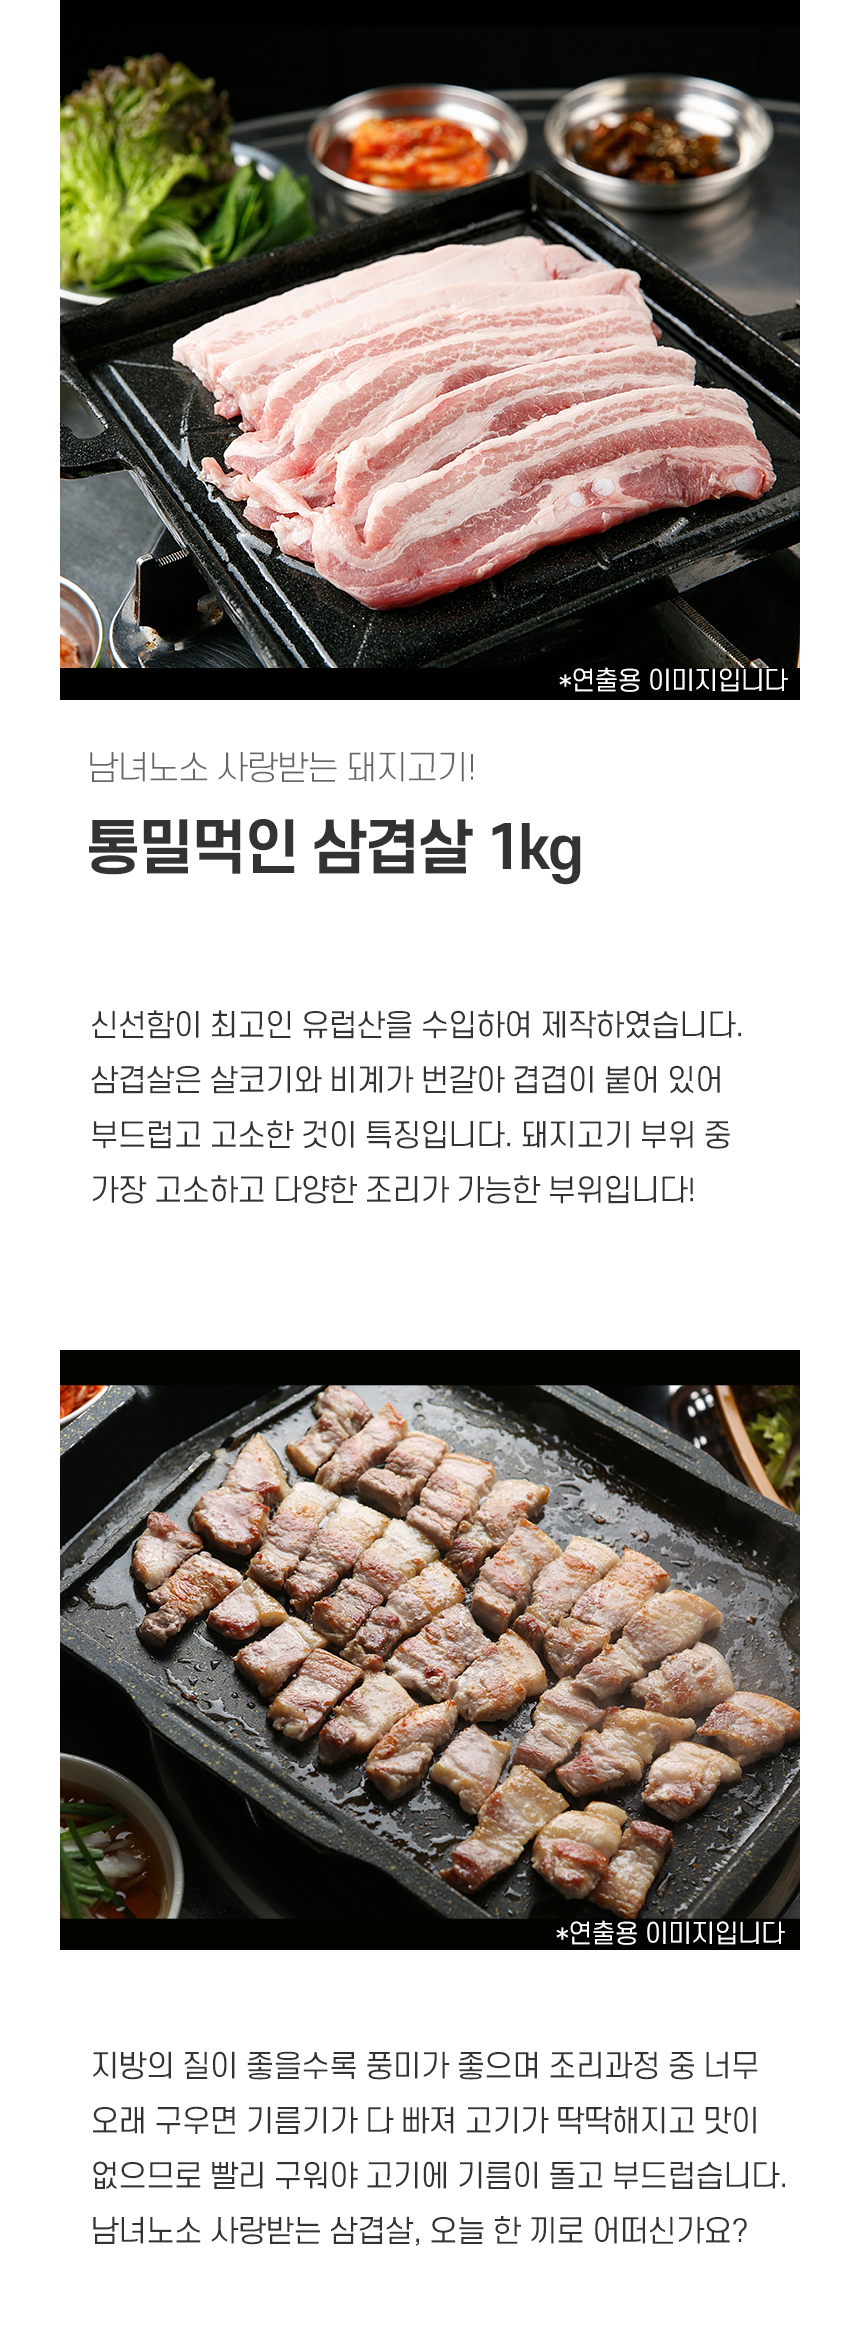 *연출용 이미지입니다
남녀노소 사랑받는 돼지고기!
통밀먹인 삼겹살 1kg
신선함이 최고인 유럽산을 수입하여 제작하였습니다.
삼겹살은 살코기와 비계가 번갈아 겹겹이 붙어 있어
부드럽고 고소한 것이 특징입니다. 돼지고기 부위 중
가장 고소하고 다양한 조리가 가능한 부위입니다!
*연출용 이미지입니다
지방의 질이 좋을수록 풍미가 좋으며 조리과정 중 너무
오래 구우면 기름기가 다 빠져 고기가 딱딱해지고 맛이
없으므로 빨리 구워야 고기에 기름이 돌고 부드럽습니다.
남녀노소 사랑받는 삼겹살, 오늘 한 끼로 어떠신가요?